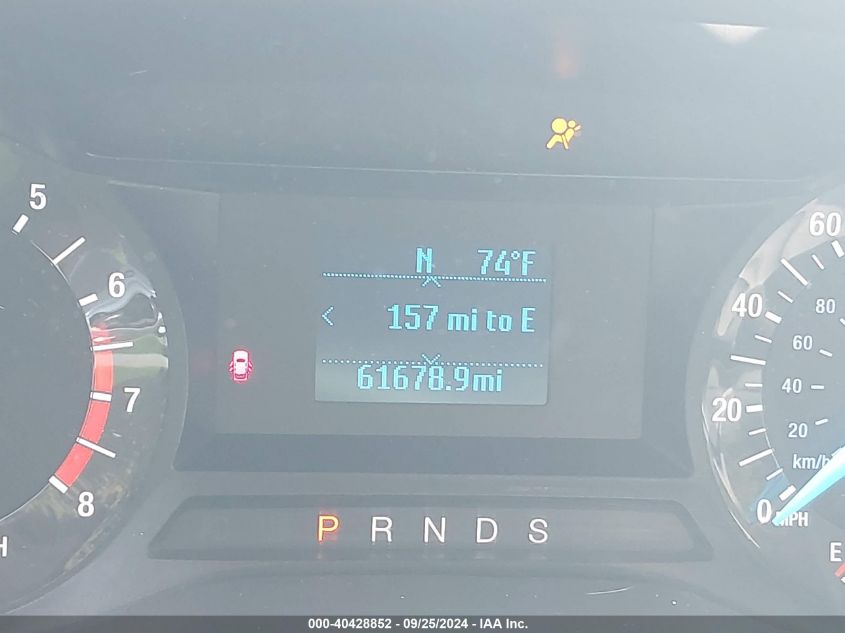 N 74°F
< 157 mi to E
61678.9mi
5
6
7
8
H
60
40
20
0
MPH
80
60
40
20
km/h
E
P R N D S
000-40428852 - 09/25/2024 - IAA Inc.